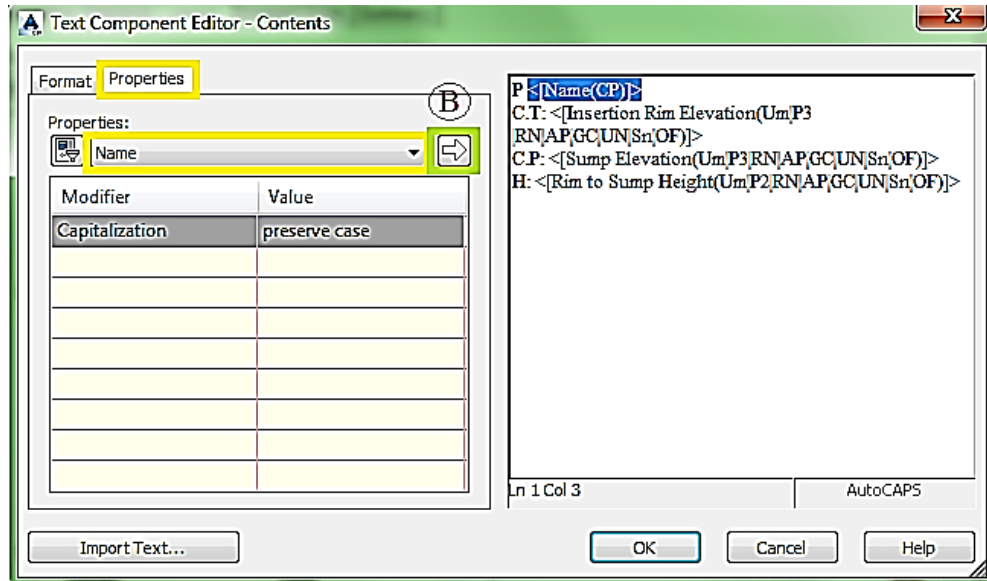 Text Component Editor - Contents
Format Properties
B
Properties:
Name
Modifier Value
Capitalization preserve case
P <[Name(CP)]>
C.T: <[Insertion Rim Elevation(Um|P3
|RN|AP|GC|UN|Sn|OF)]>
C.P: <[Sump Elevation(Um|P3|RN|AP|GC|UN|Sn|OF)]>
H: <[Rim to Sump Height(Um|P2|RN|AP|GC|UN|Sn|OF)]>
Ln 1 Col 3 AutoCAPS
Import Text... OK Cancel Help